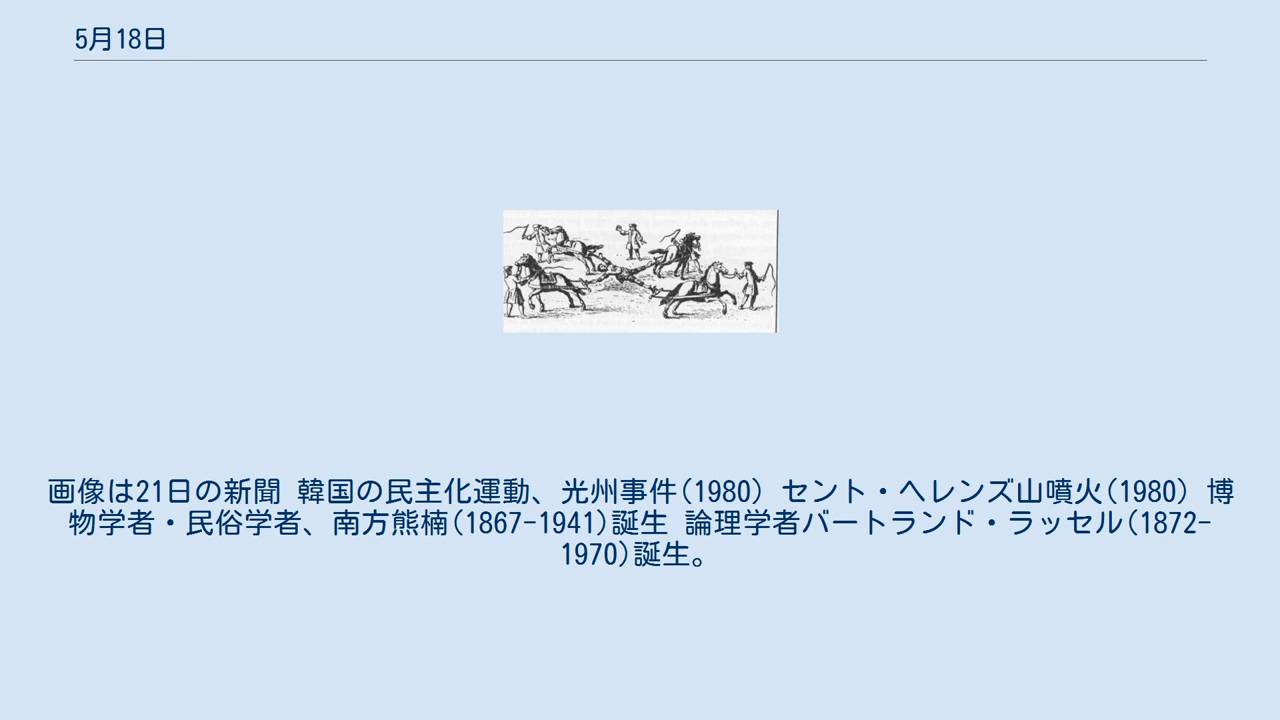 5月18日
画像は21日の新聞 韓国の民主化運動、光州事件(1980) セント・ヘレンズ山噴火(1980) 博
物学者・民俗学者、南方熊楠(1867-1941)誕生 論理学者バートランド・ラッセル(1872-
1970)誕生。